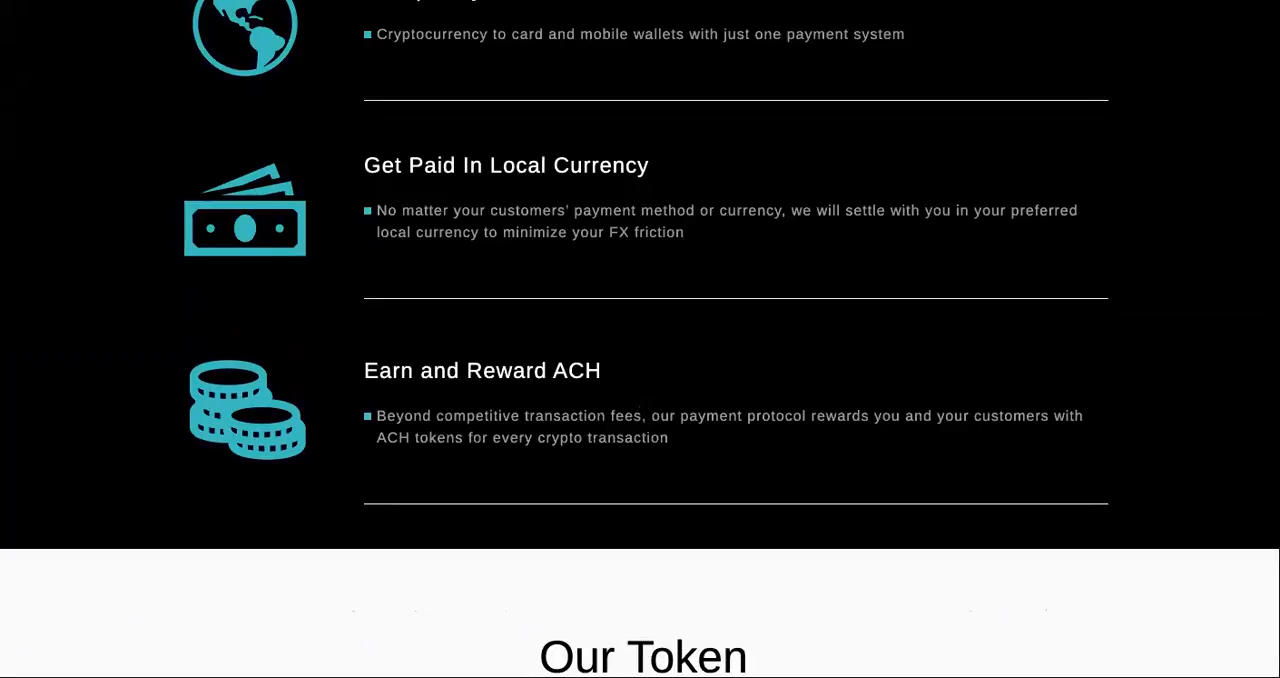 Cryptocurrency to card and mobile wallets with just one payment system
Get Paid In Local Currency
No matter your customers' payment method or currency, we will settle with you in your preferred
local currency to minimize your FX friction
Earn and Reward ACH
Beyond competitive transaction fees, our payment protocol rewards you and your customers with
ACH tokens for every crypto transaction
Our Token